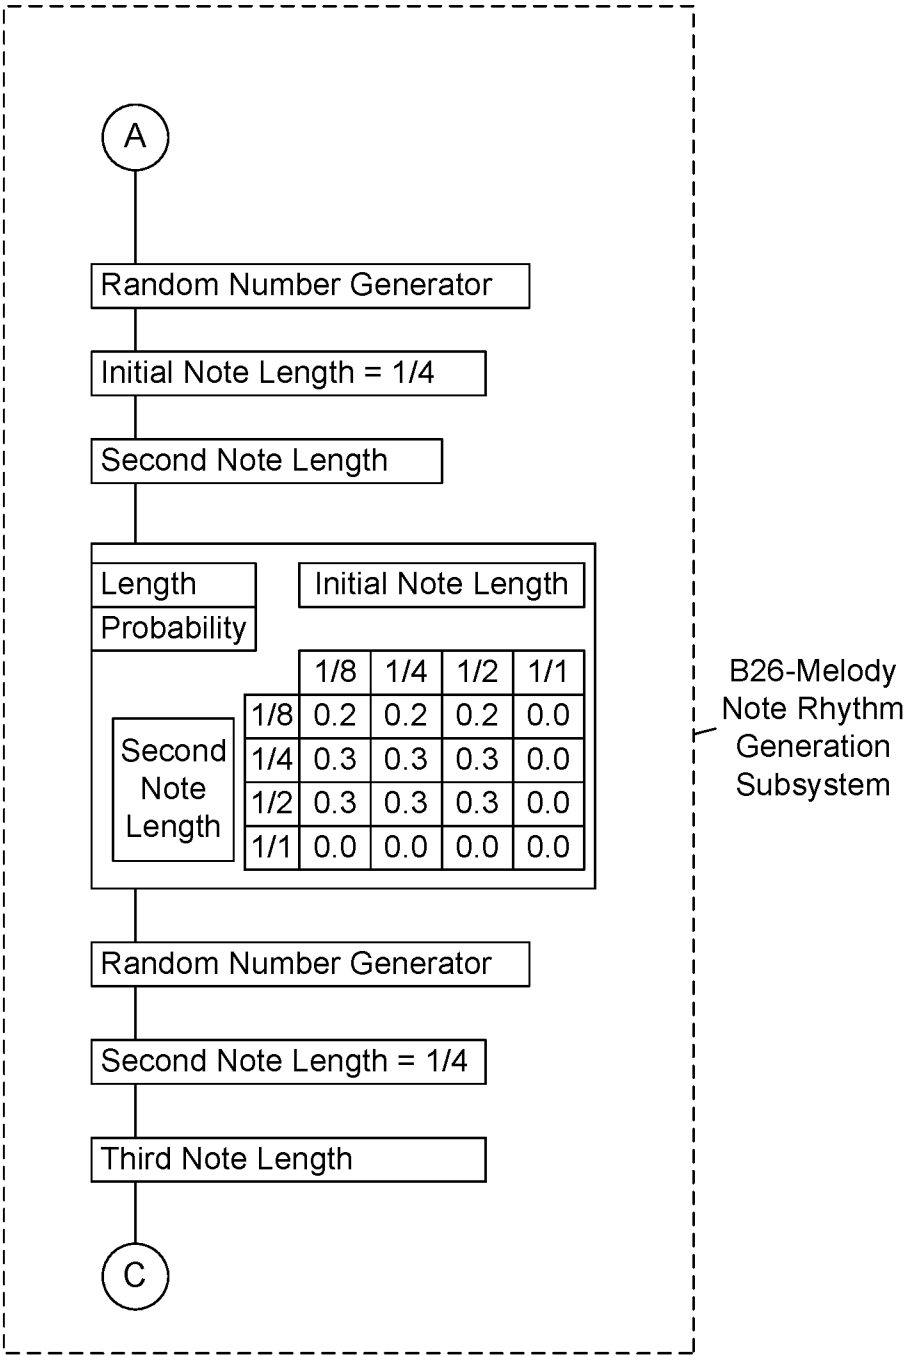 A
Random Number Generator
Initial Note Length = 1/4
Second Note Length
Length
Probability
Initial Note Length
1/8 1/4 1/2 1/1
1/8 0.2 0.2 0.2 0.0
1/4 0.3 0.3 0.3 0.0
1/2 0.3 0.3 0.3 0.0
1/1 0.0 0.0 0.0 0.0
Second
Note
Length
Random Number Generator
Second Note Length = 1/4
Third Note Length
C
B26-Melody
Note Rhythm
Generation
Subsystem